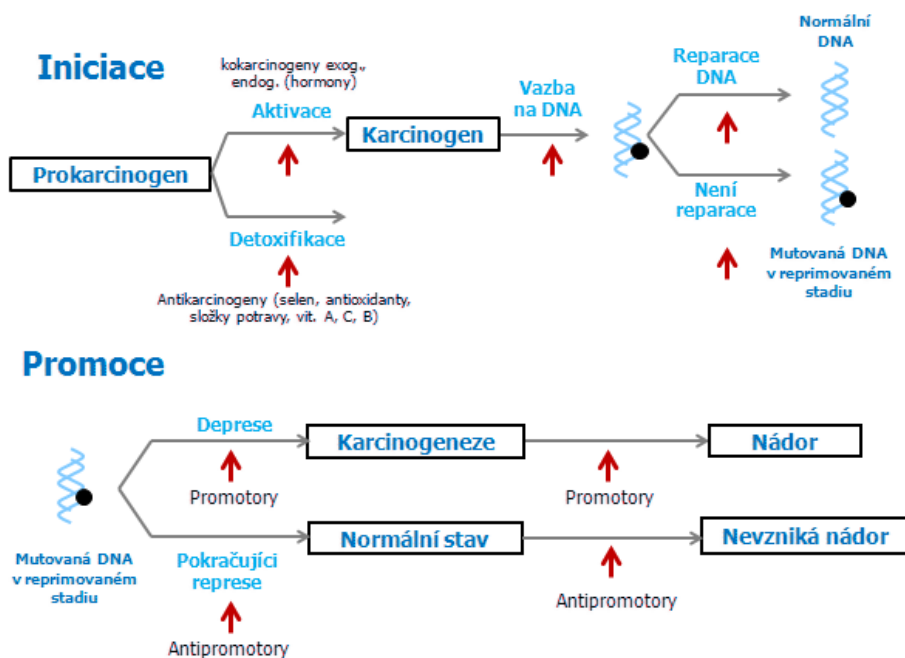 Iniciace
kokarcinogeny exog.,
endog. (hormony)
Aktivace
Prokarcinogen
Detoxifikace
Antikarcinogeny (selen, antioxidanty,
složky potravy, vit. A, C, B)
Karcinogen
Vazba
na DNA
Reparace
DNA
Není
reparace
Normální
DNA
Mutovaná DNA
v reprimovaném
stadiu
Promoce
Mutovaná DNA
v reprimovaném
stadiu
Deprese
Promotory
Karcinogeneze
Promotory
Nádor
Pokračující
represe
Antipromotory
Normální stav
Antipromotory
Nevzniká nádor